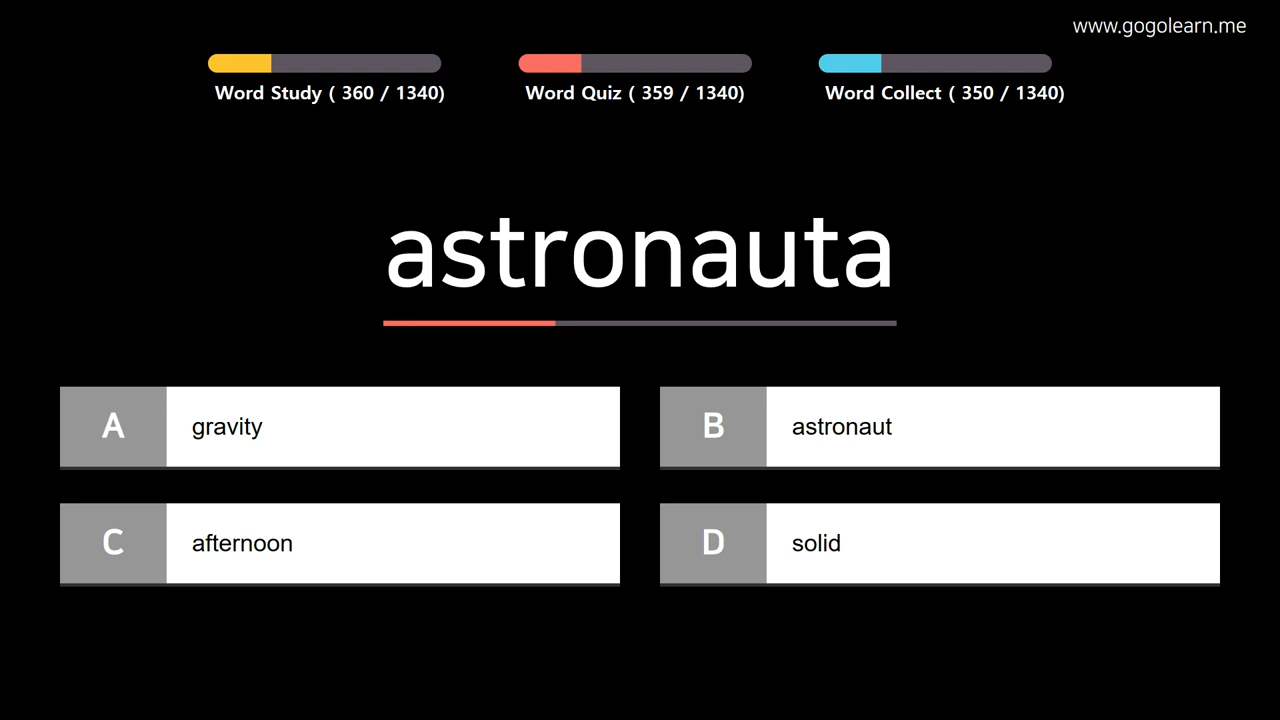 www.gogolearn.me
Word Study ( 360 / 1340)
Word Quiz ( 359 / 1340)
Word Collect ( 350 / 1340)
astronauta
A gravity
B astronaut
C afternoon
D solid